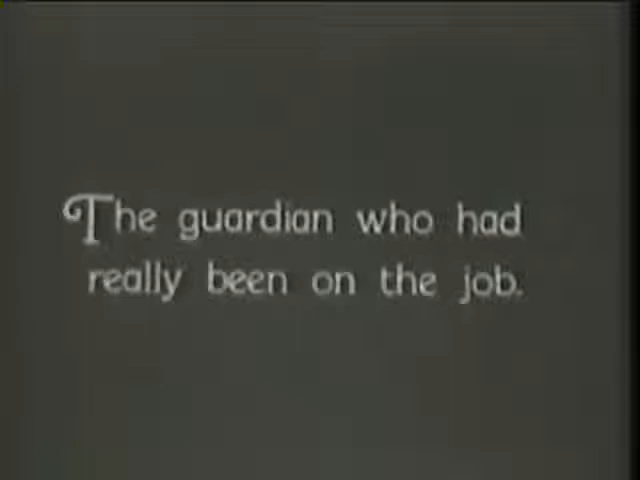 The guardian who had
really been on the job.